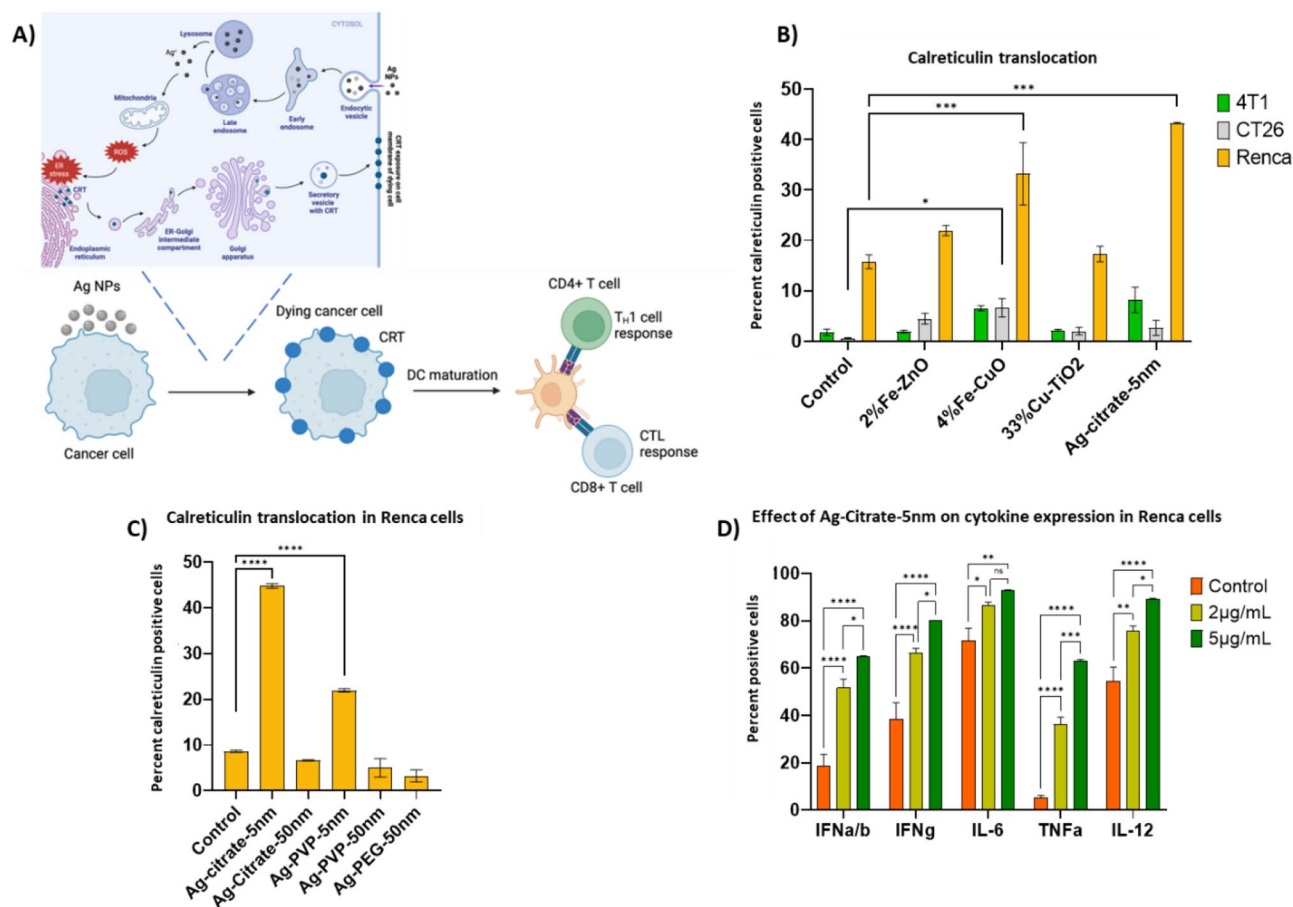 A)
CYTOSOL
Lysosome
Ag⁺
Ag
NPs
Mitochondria
Late
endosome
Early
endosome
Endocytic
vesicle
ROS
ER
stress
CRT
CRT exposure on cell
membrane of dying cell
Secretory
vesicle
with CRT
ER-Golgi
intermediate
compartment
Endoplasmic
reticulum
Golgi
apparatus
Ag NPs
Cancer cell
Dying cancer cell
CRT
DC maturation
CD4+ T cell
TH1 cell
response
CTL
response
CD8+ T cell
B)
Calreticulin translocation
Percent calreticulin positive cells
50
40
30
20
10
0
***
***
*
4T1
CT26
Renca
Control
2%Fe-ZnO
4%Fe-CuO
33%Cu-TiO2
Ag-citrate-5nm
C)
Calreticulin translocation in Renca cells
Percent calreticulin positive cells
50
40
30
20
10
0
****
****
Control
Ag-citrate-5nm
Ag-Citrate-50nm
Ag-PVP-5nm
Ag-PVP-50nm
Ag-PEG-50nm
D)
Effect of Ag-Citrate-5nm on cytokine expression in Renca cells
Percent positive cells
100
80
60
40
20
0
****
*
****
****
*
****
**
ns
*
****
***
****
****
*
**
IFNa/b
IFNg
IL-6
TNFa
IL-12
Control
2µg/mL
5µg/mL